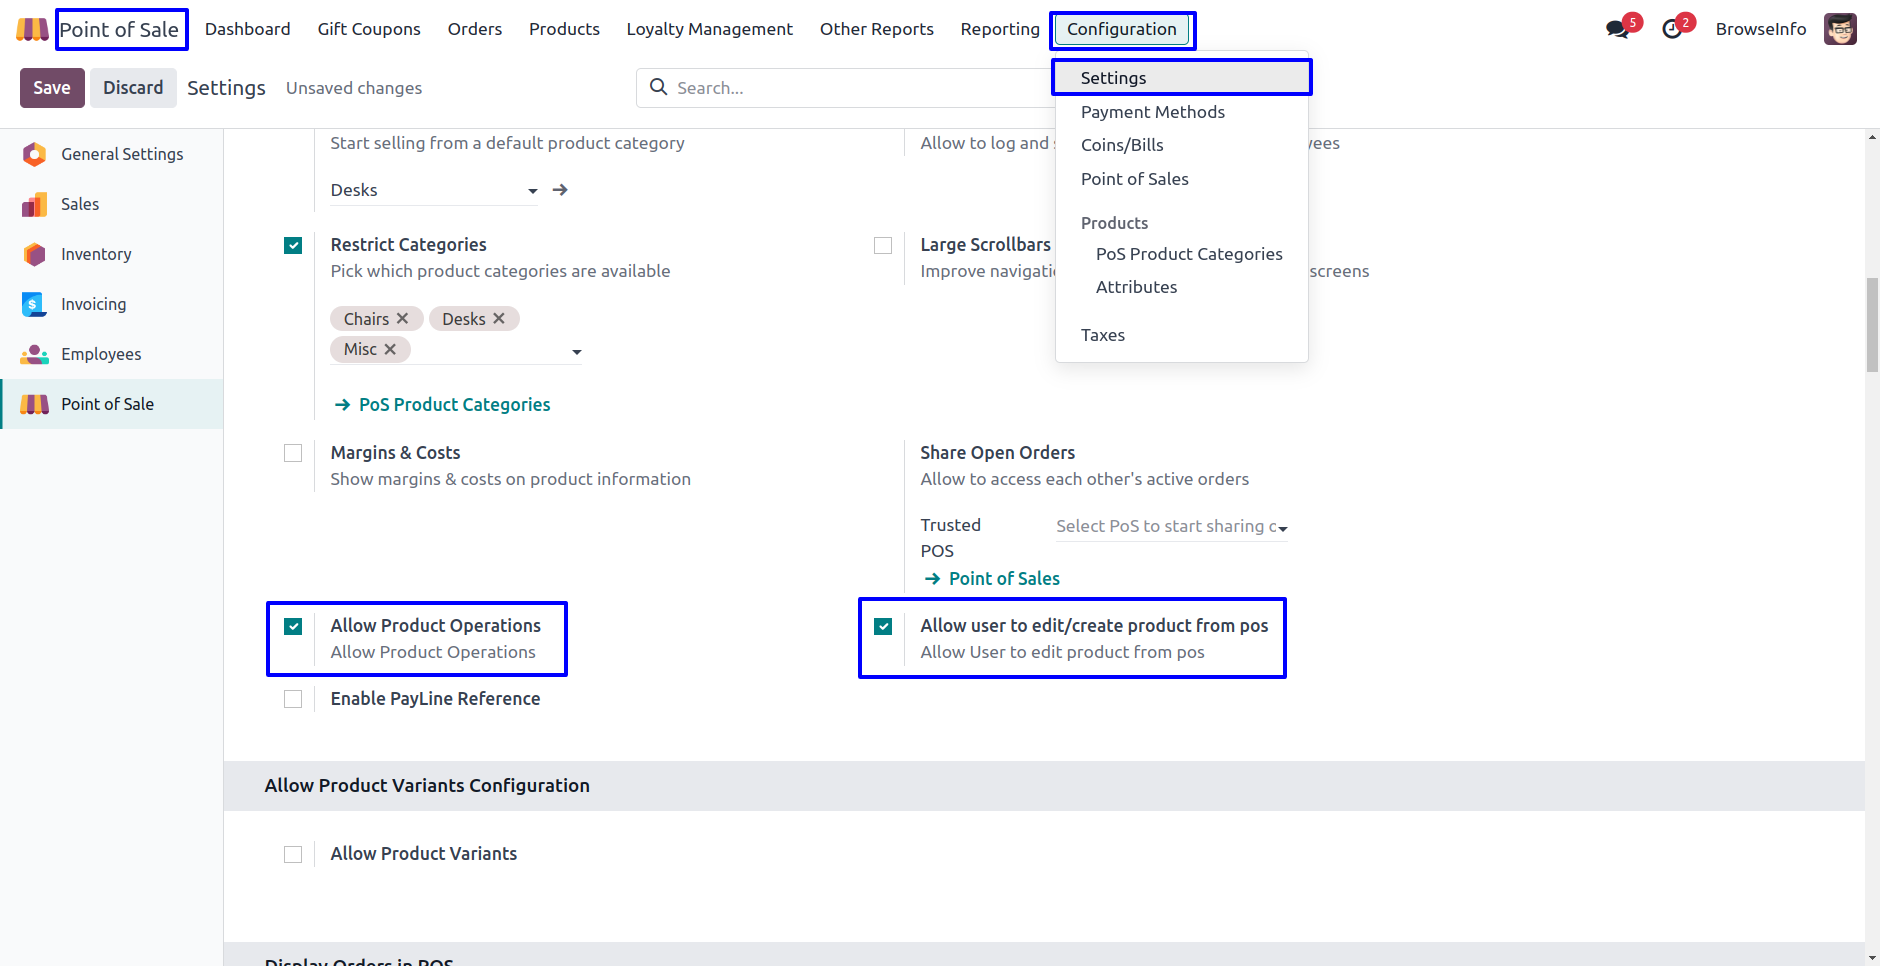 Point of Sale Dashboard Gift Coupons Orders Products Loyalty Management Other Reports Reporting Configuration 5 2 BrowseInfo
Save Discard Settings Unsaved changes Search...
Settings
Payment Methods
Coins/Bills
Point of Sales
Products
PoS Product Categories
Attributes
Taxes
General Settings
Sales
Inventory
Invoicing
Employees
Point of Sale
Start selling from a default product category
Desks
Allow to log and
Restrict Categories
Pick which product categories are available
Chairs Desks
Misc
PoS Product Categories
Large Scrollbars
screens
Margins & Costs
Show margins & costs on product information
Share Open Orders
Allow to access each other's active orders
Trusted
POS
Select PoS to start sharing
Point of Sales
Allow Product Operations
Allow Product Operations
Allow user to edit/create product from pos
Allow User to edit product from pos
Enable PayLine Reference
Allow Product Variants Configuration
Allow Product Variants
Display Orders in POS